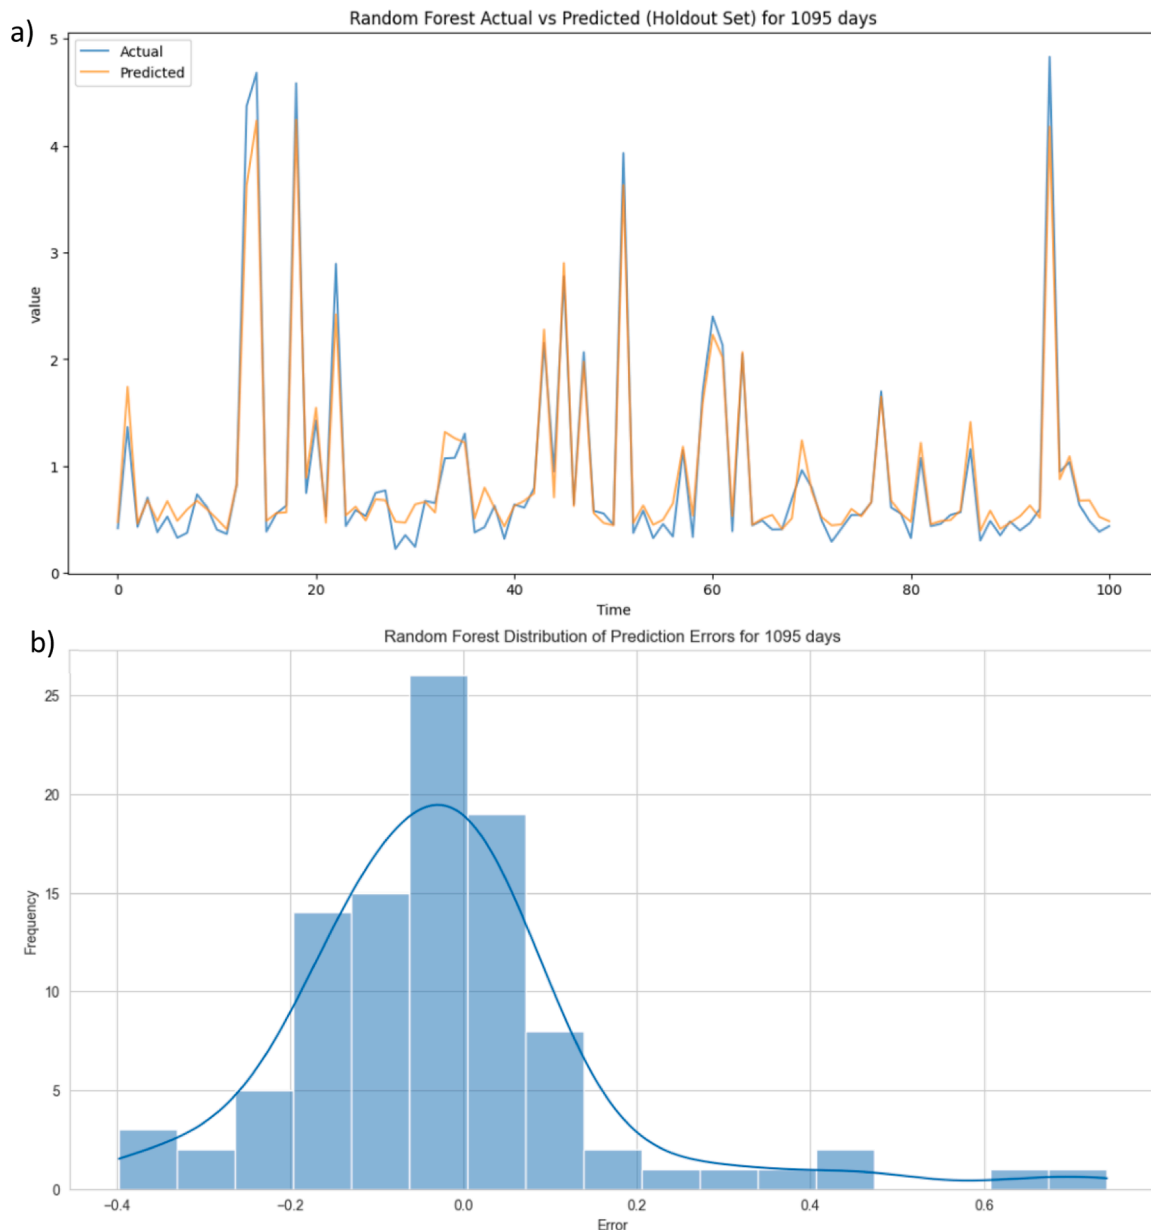 a)
Random Forest Actual vs Predicted (Holdout Set) for 1095 days
Actual
Predicted
5
4
3
2
1
0
value
0 20 40 60 80 100
Time
b)
Random Forest Distribution of Prediction Errors for 1095 days
25
20
15
10
5
0
Frequency
−0.4 −0.2 0.0 0.2 0.4 0.6
Error